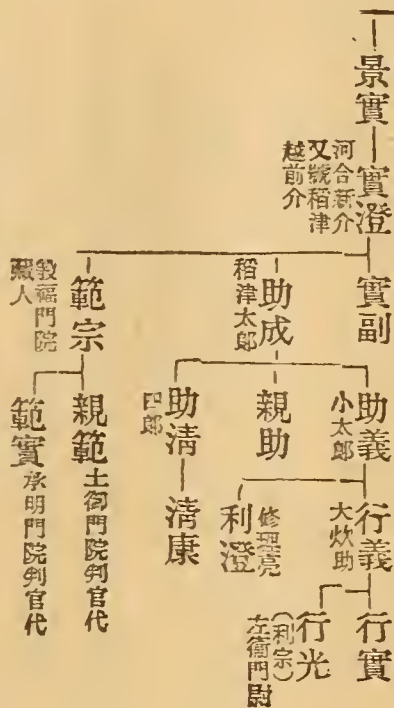 景實
實澄
河合新介
又號稻津
越前介
實副
助成
稻津太郎
範宗
敎福門院
藏人
助義
小太郎
親助
助清
四郎
清康
親範 土御門院判官代
範實 承明門院判官代
行義
大炊助
利澄
修理亮
行實
行光
(利宗)
左衞門尉